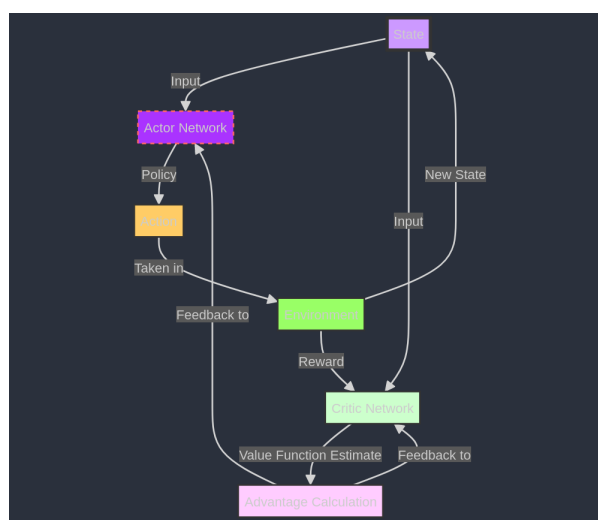 State
Input
Actor Network
Policy
New State
Action
Input
Taken in
Environment
Feedback to
Reward
Critic Network
Value Function Estimate
Feedback to
Advantage Calculation